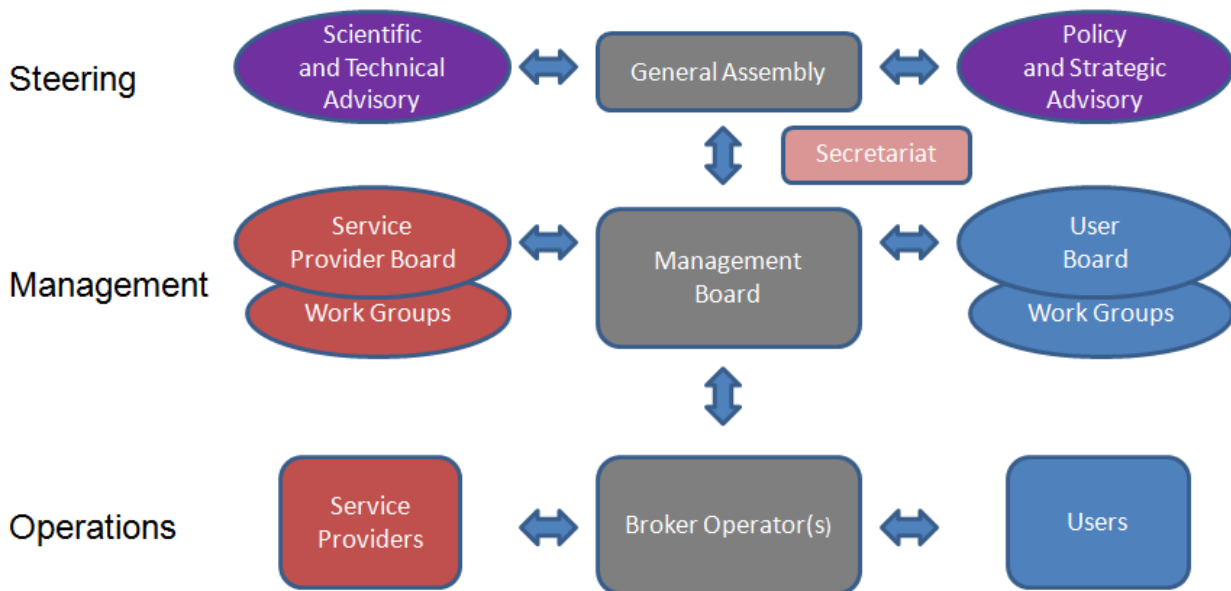 Steering
Scientific
and Technical
Advisory
General Assembly
Policy
and Strategic
Advisory
Secretariat
Management
Service
Provider Board
Work Groups
Management
Board
User
Board
Work Groups
Operations
Service
Providers
Broker Operator(s)
Users